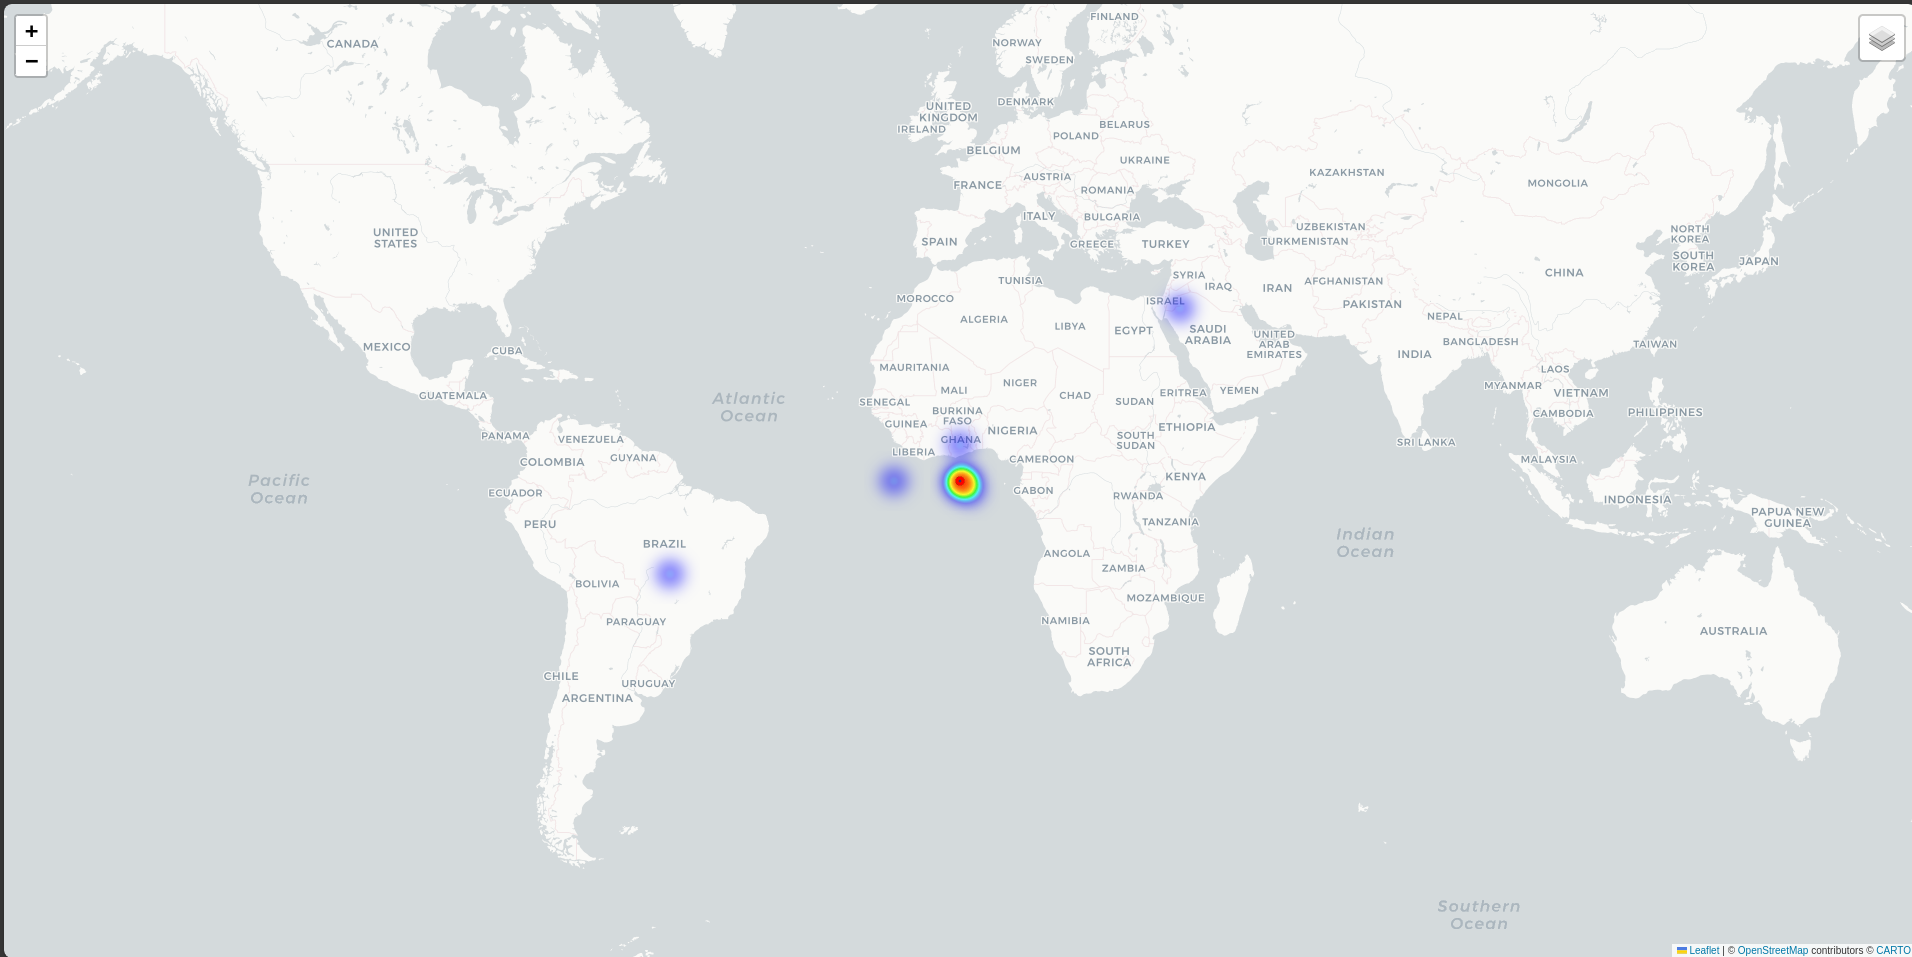 +
−
FINLAND
CANADA
NORWAY
SWEDEN
DENMARK
UNITED
KINGDOM
IRELAND
BELARUS
POLAND
BELGIUM
UKRAINE
AUSTRIA
FRANCE
ROMANIA
KAZAKHSTAN
MONGOLIA
ITALY
BULGARIA
UNITED
STATES
SPAIN
GREECE
TURKEY
UZBEKISTAN
TURKMENISTAN
NORTH
KOREA
SOUTH
KOREA
JAPAN
TUNISIA
SYRIA
IRAQ
IRAN
AFGHANISTAN
CHINA
MOROCCO
ISRAEL
PAKISTAN
ALGERIA
LIBYA
EGYPT
SAUDI
ARABIA
NEPAL
UNITED
ARAB
EMIRATES
BANGLADESH
TAIWAN
MEXICO
CUBA
INDIA
MAURITANIA
LAOS
MYANMAR
VIETNAM
GUATEMALA
Atlantic
Ocean
MALI
NIGER
CHAD
SUDAN
ERITREA
YEMEN
SENEGAL
BURKINA
FASO
CAMBODIA
PHILIPPINES
GUINEA
NIGERIA
ETHIOPIA
PANAMA
VENEZUELA
GHANA
SOUTH
SUDAN
SRI LANKA
COLOMBIA
GUYANA
LIBERIA
CAMEROON
MALAYSIA
Pacific
Ocean
ECUADOR
GABON
KENYA
RWANDA
INDONESIA
PERU
TANZANIA
PAPUA NEW
GUINEA
BRAZIL
Indian
Ocean
ANGOLA
ZAMBIA
BOLIVIA
MOZAMBIQUE
PARAGUAY
NAMIBIA
AUSTRALIA
SOUTH
AFRICA
CHILE
URUGUAY
ARGENTINA
Southern
Ocean
Leaflet | © OpenStreetMap contributors © CARTO